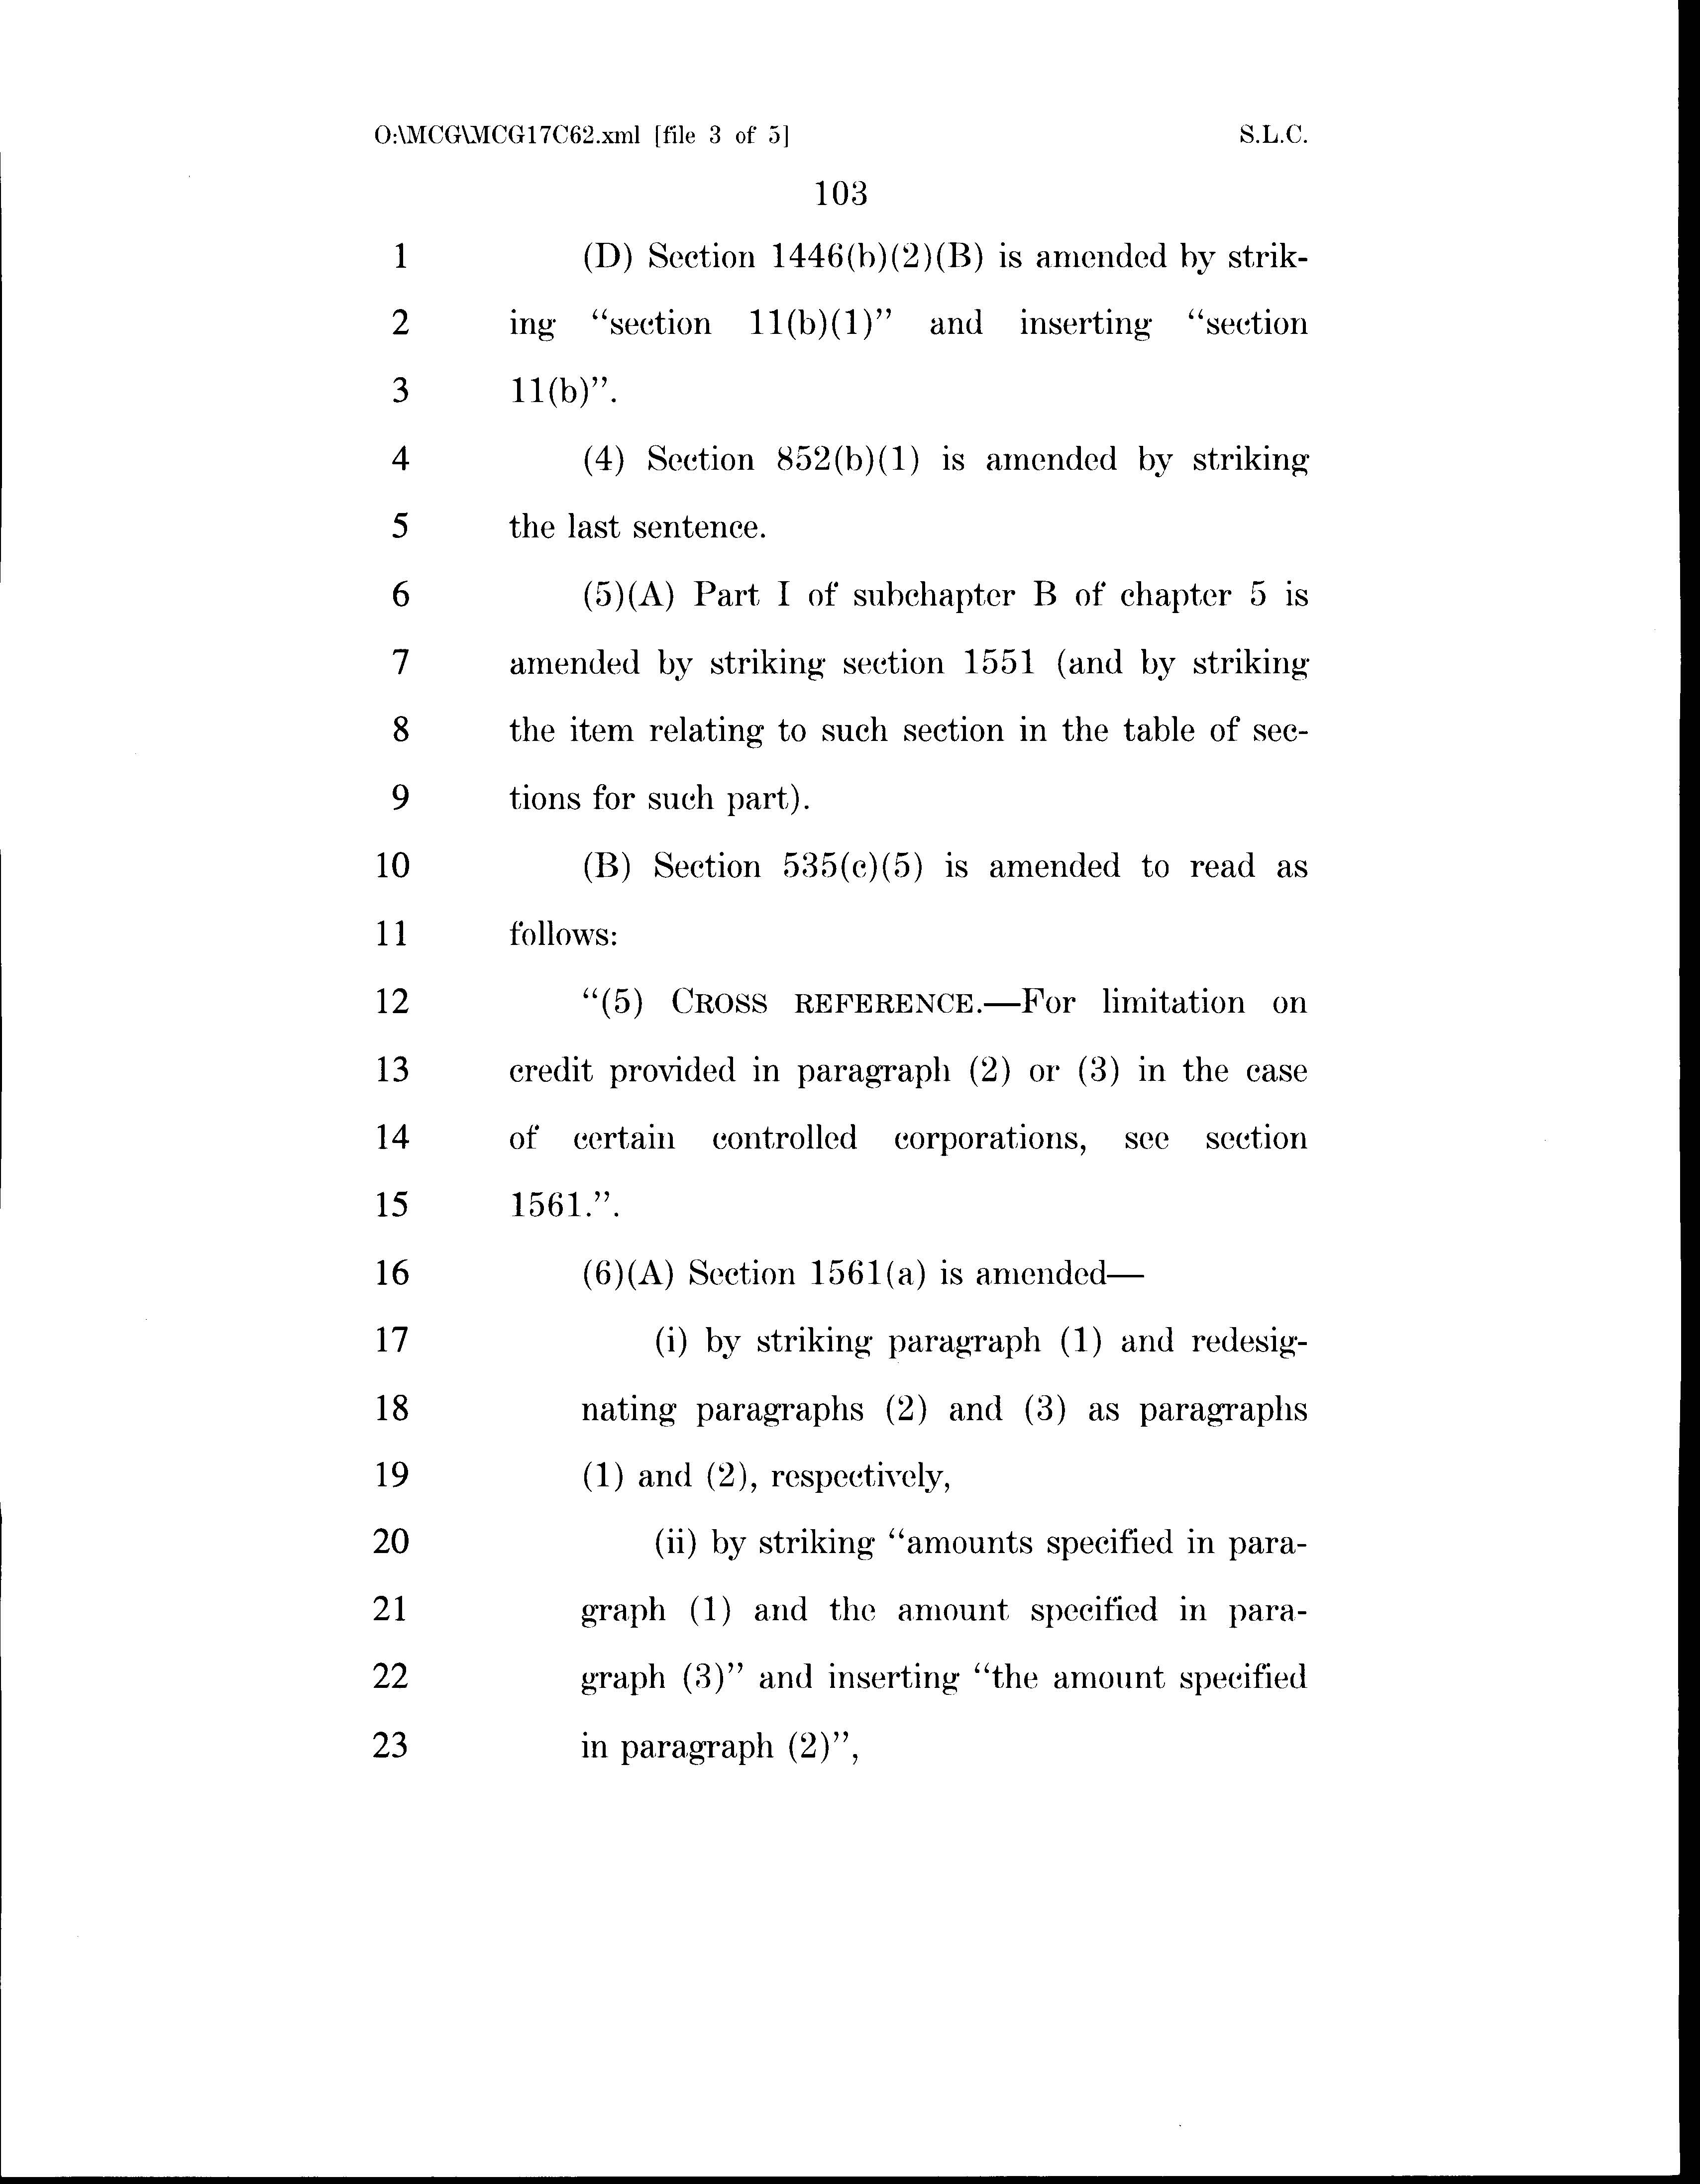 O:\MCG\MCG17C62.xml [file 3 of 5] S.L.C.
103
1 (D) Section 1446(b)(2)(B) is amended by strik-
2 ing “section 11(b)(1)” and inserting “section
3 11(b)”.
4 (4) Section 852(b)(1) is amended by striking
5 the last sentence.
6 (5)(A) Part I of subchapter B of chapter 5 is
7 amended by striking section 1551 (and by striking
8 the item relating to such section in the table of sec-
9 tions for such part).
10 (B) Section 535(c)(5) is amended to read as
11 follows:
12 “(5) CROSS REFERENCE.—For limitation on
13 credit provided in paragraph (2) or (3) in the case
14 of certain controlled corporations, see section
15 1561.”.
16 (6)(A) Section 1561(a) is amended—
17 (i) by striking paragraph (1) and redesig-
18 nating paragraphs (2) and (3) as paragraphs
19 (1) and (2), respectively,
20 (ii) by striking “amounts specified in para-
21 graph (1) and the amount specified in para-
22 graph (3)” and inserting “the amount specified
23 in paragraph (2)”,